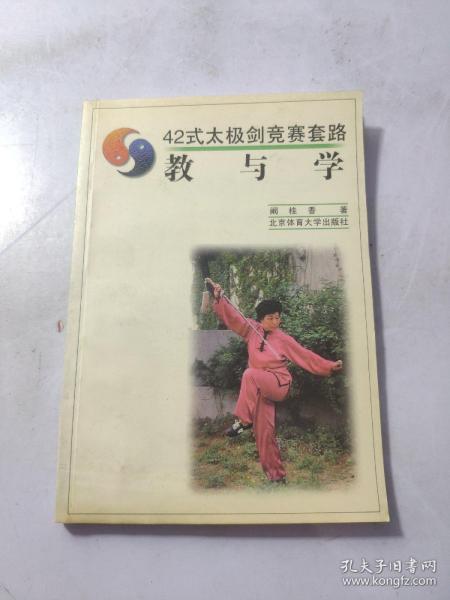 42式太极剑竞赛套路
教与学
阚桂香 著
北京体育大学出版社
孔夫子旧书网
www.kongfz.com